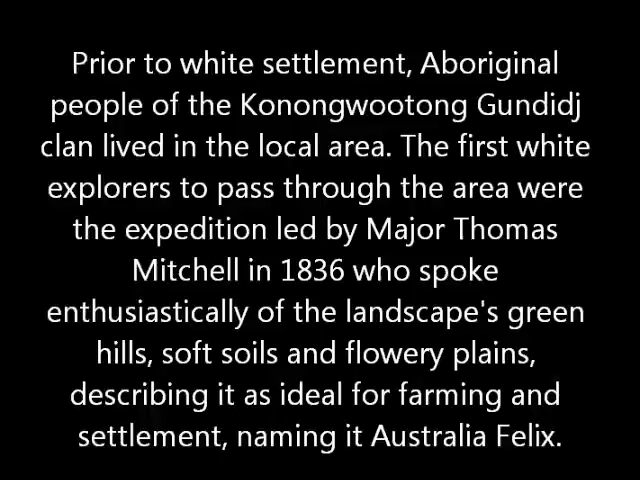 Prior to white settlement, Aboriginal
people of the Konongwootong Gundidj
clan lived in the local area. The first white
explorers to pass through the area were
the expedition led by Major Thomas
Mitchell in 1836 who spoke
enthusiastically of the landscape's green
hills, soft soils and flowery plains,
describing it as ideal for farming and
settlement, naming it Australia Felix.